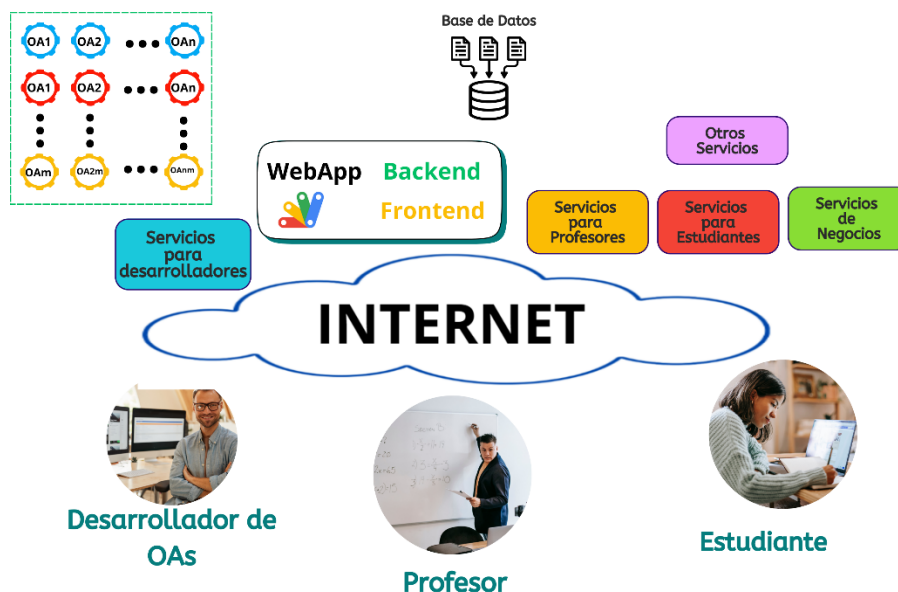 Base de Datos
OA1 OA2 ••• OAn
OA1 OA2 ••• OAn
OAm OA2m ••• OAnm
WebApp Backend
Frontend
Otros
Servicios
Servicios
para
desarrolladores
Servicios
para
Profesores
Servicios
para
Estudiantes
Servicios
de
Negocios
INTERNET
Desarrollador de
OAs
Profesor
Estudiante